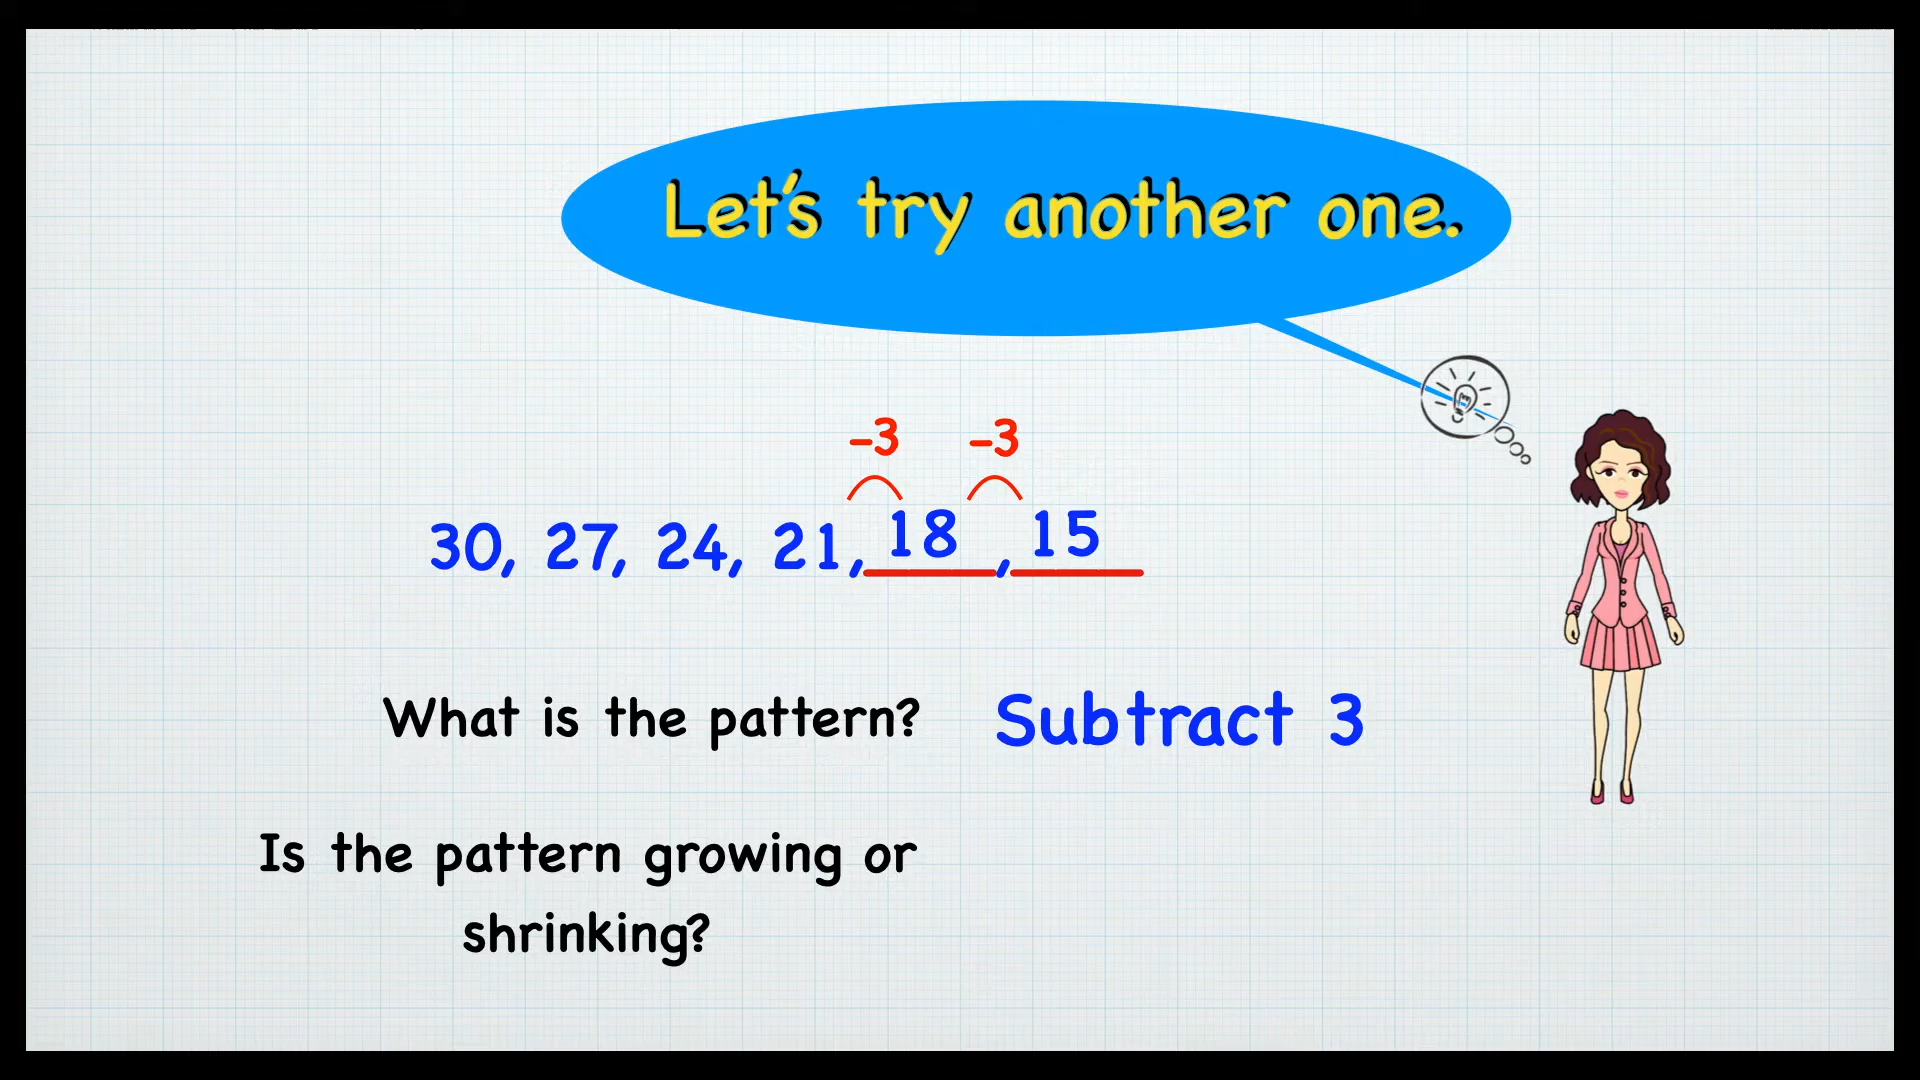 Let's try another one.
-3 -3
30, 27, 24, 21, 18, 15
What is the pattern? Subtract 3
Is the pattern growing or
shrinking?